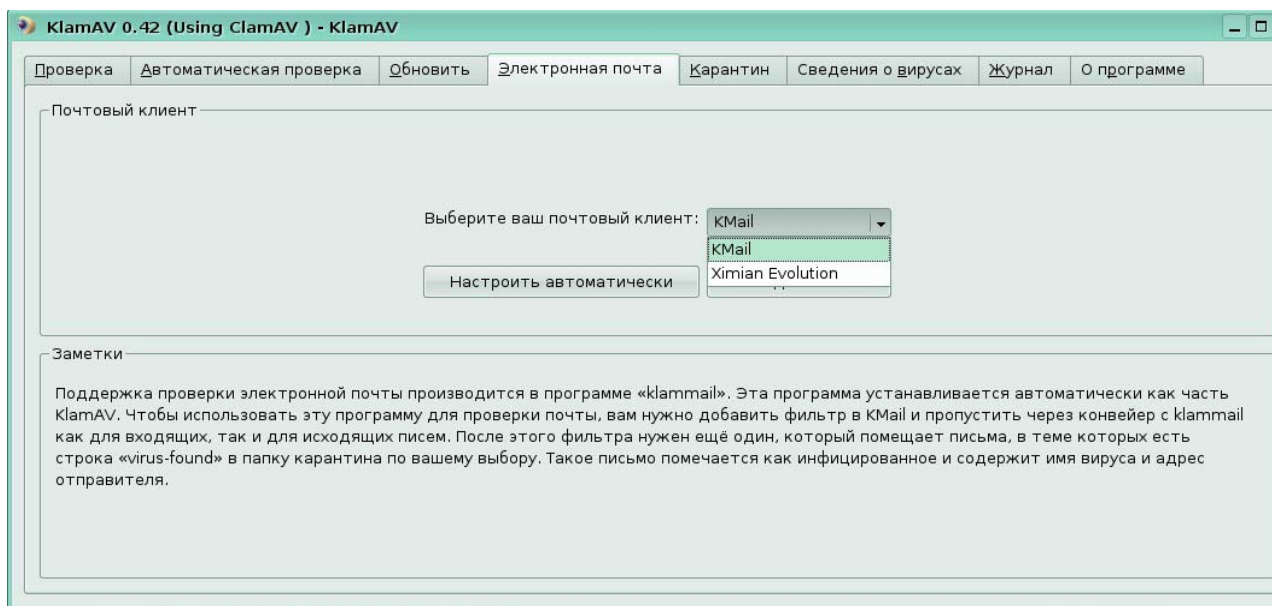 KlamAV 0.42 (Using ClamAV ) - KlamAV
Проверка Автоматическая проверка Обновить Электронная почта Карантин Сведения о вирусах Журнал О программе
Почтовый клиент
Выберите ваш почтовый клиент: KMail
KMail
Ximian Evolution
Настроить автоматически
Заметки
Поддержка проверки электронной почты производится в программе «klammail». Эта программа устанавливается автоматически как часть
KlamAV. Чтобы использовать эту программу для проверки почты, вам нужно добавить фильтр в KMail и пропустить через конвейер с klammail
как для входящих, так и для исходящих писем. После этого фильтра нужен ещё один, который помещает письма, в теме которых есть
строка «virus-found» в папку карантина по вашему выбору. Такое письмо помечается как инфицированное и содержит имя вируса и адрес
отправителя.